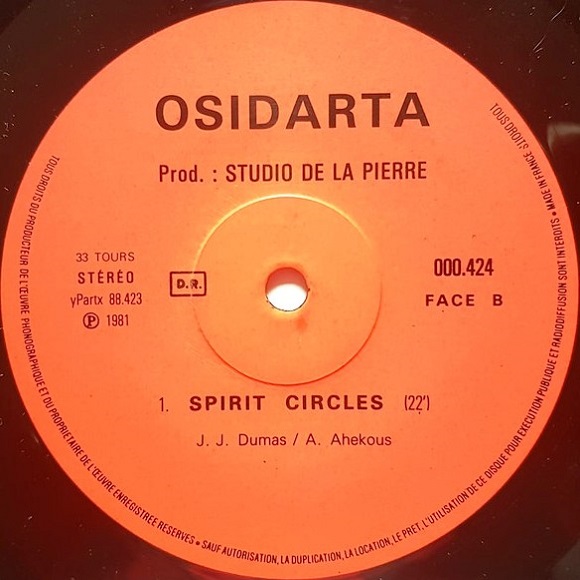 OSIDARTA
Prod. : STUDIO DE LA PIERRE
33 TOURS
STÉRÉO
yPartx 88.423
Ⓟ 1981
D.R.
000.424
FACE B
1. SPIRIT CIRCLES (22')
J. J. Dumas / A. Ahekous
TOUS DROITS DU PRODUCTEUR DE L'ŒUVRE PHONOGRAPHIQUE ET DU PROPRIETAIRE DE L'ŒUVRE ENREGISTREE RESERVES • SAUF AUTORISATION, LA DUPLICATION, LA LOCATION, LE PRET, L'UTILISATION DE CE DISQUE POUR EXECUTION PUBLIQUE ET RADIODIFFUSION SONT INTERDITS • MADE IN FRANCE
TOUS DROITS